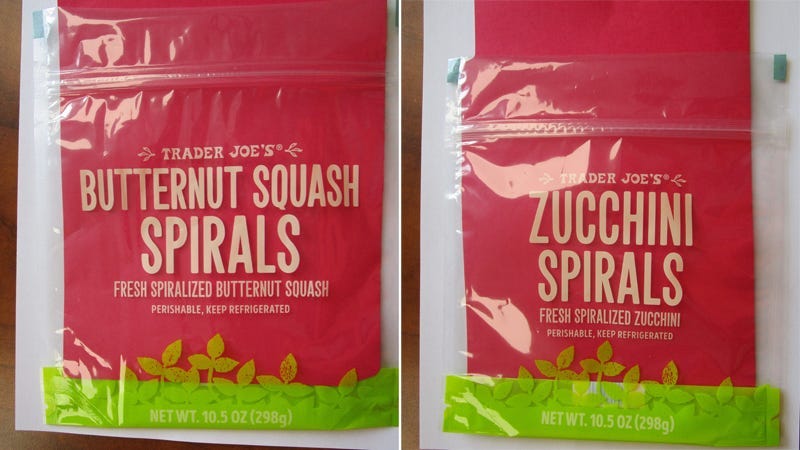 TRADER JOE'S®
BUTTERNUT SQUASH
SPIRALS
FRESH SPIRALIZED BUTTERNUT SQUASH
PERISHABLE, KEEP REFRIGERATED
NET WT. 10.5 OZ (298g)
TRADER JOE'S®
ZUCCHINI
SPIRALS
FRESH SPIRALIZED ZUCCHINI
PERISHABLE, KEEP REFRIGERATED
NET WT. 10.5 OZ (298g)